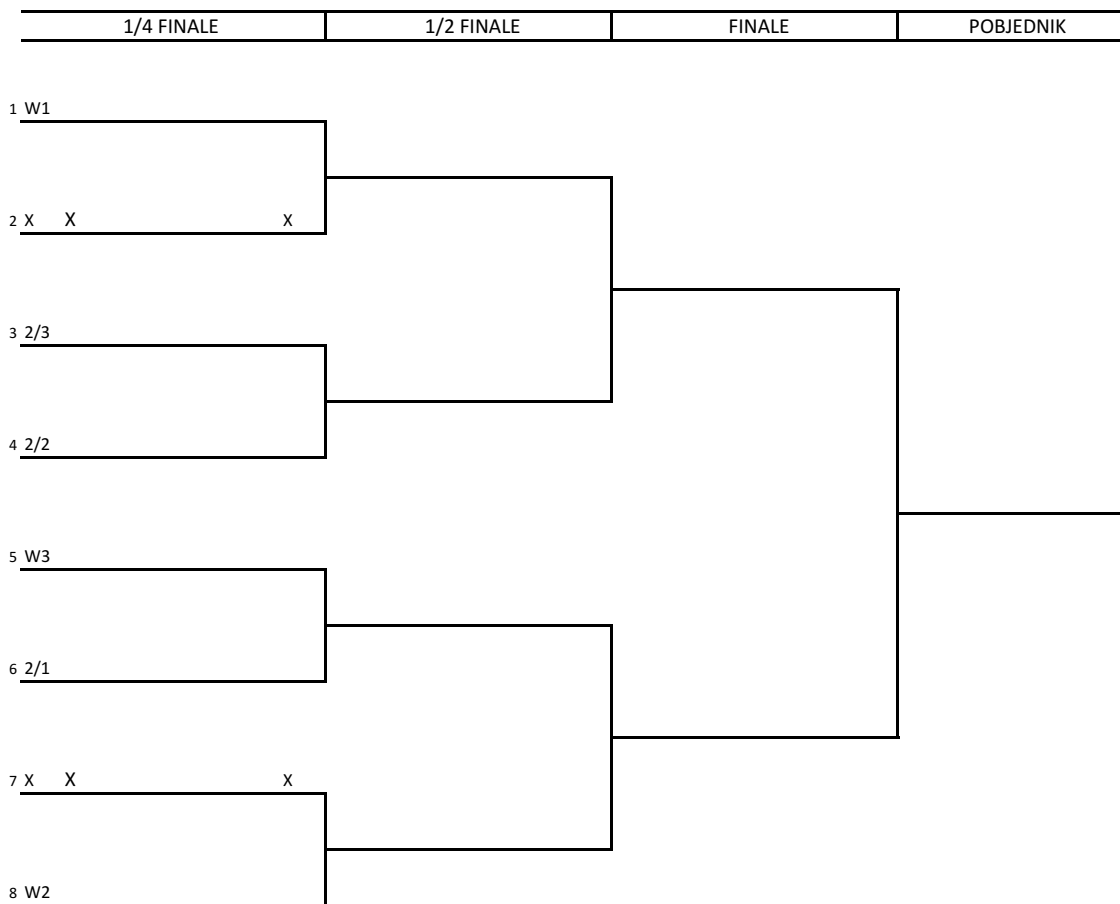 1/4 FINALE 1/2 FINALE FINALE POBJEDNIK
1 W1
2 X X X
3 2/3
4 2/2
5 W3
6 2/1
7 X X X
8 W2